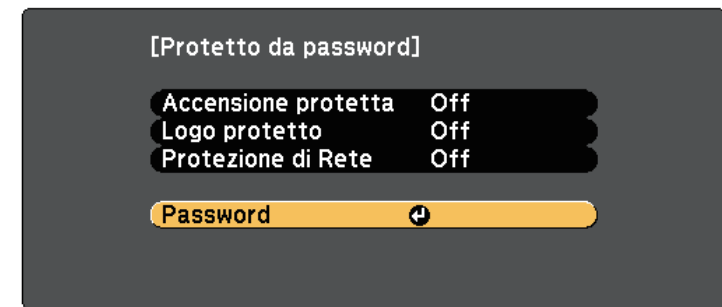 [Protetto da password]
Accensione protetta Off
Logo protetto Off
Protezione di Rete Off
Password